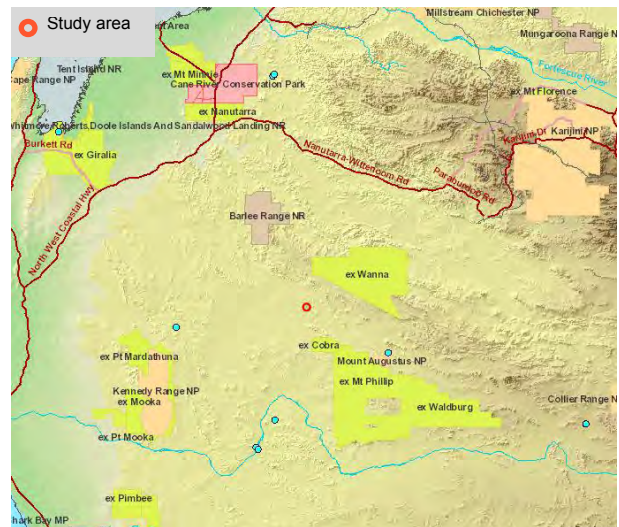 Study area
nt Area
Millstream Chichester NP
Mungaroona Range N
Tent Island NR
Cape Range NP
ex Mt Minnie
Cane River Conservation Park
Fortescue River
ex Mt Florence
ex Nanutarra
Whitmore Roberts, Doole Islands And Sandalwood Landing NR
Burkett Rd
ex Giralia
Karijini Dr
Karijini NP
Nanutarra-Wittenoom Rd
Paraburdoo Rd
North West Coastal Hwy
Barlee Range NR
ex Wanna
ex Cobra
ex Pt Mardathuna
Mount Augustus NP
ex Mt Phillip
Kennedy Range NP
ex Mooka
ex Waldburg
Collier Range N
ex Pt Mooka
ex Pimbee
Shark Bay MP